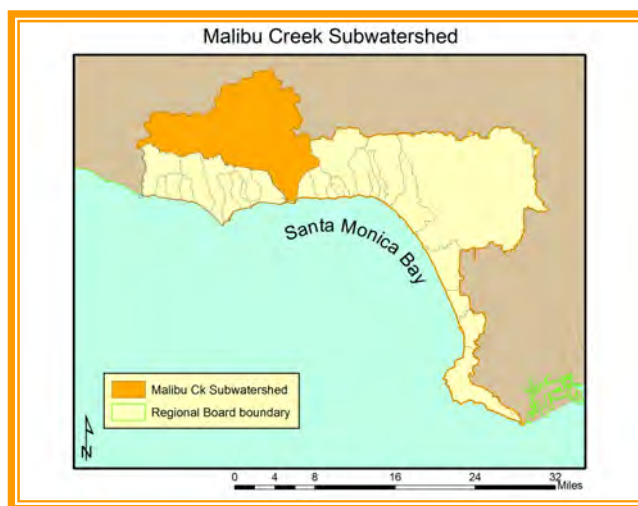 Malibu Creek Subwatershed
Santa Monica Bay
Malibu Ck Subwatershed
Regional Board boundary
N
0 4 8 16 24 32
Miles